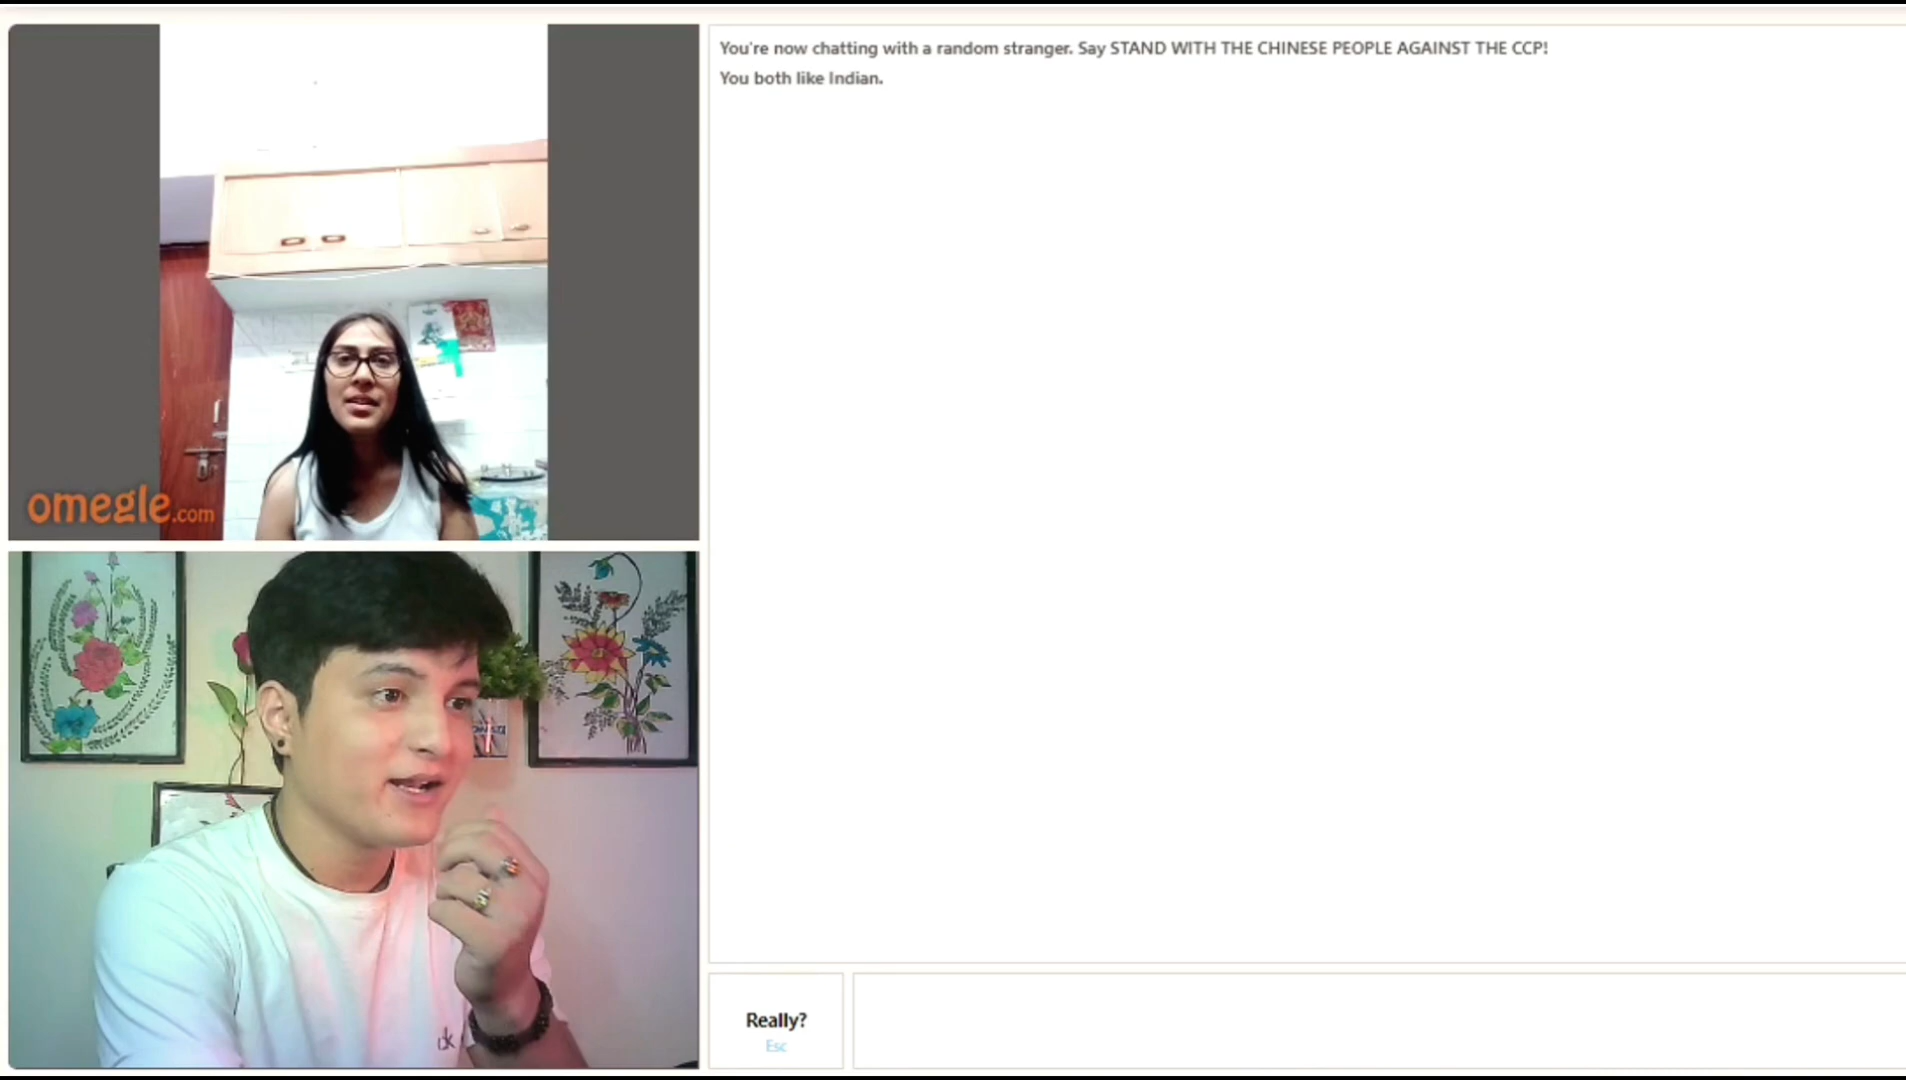 You're now chatting with a random stranger. Say STAND WITH THE CHINESE PEOPLE AGAINST THE CCP!
You both like Indian.
omegle.com
ck
Really?
Esc